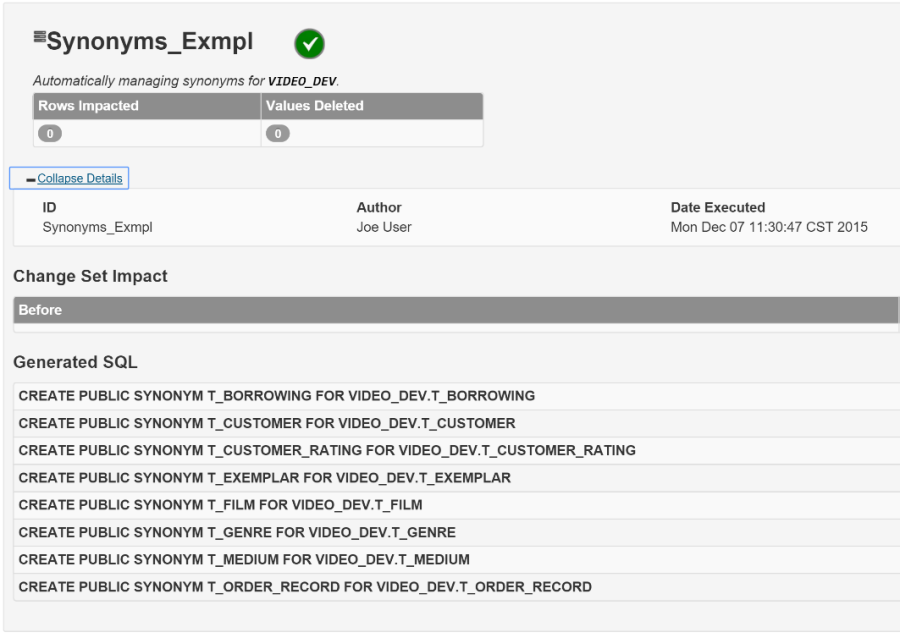 Synonyms_Exmpl
Automatically managing synonyms for VIDEO_DEV.
Rows Impacted Values Deleted
0 0
Collapse Details
ID Author Date Executed
Synonyms_Exmpl Joe User Mon Dec 07 11:30:47 CST 2015
Change Set Impact
Before
Generated SQL
CREATE PUBLIC SYNONYM T_BORROWING FOR VIDEO_DEV.T_BORROWING
CREATE PUBLIC SYNONYM T_CUSTOMER FOR VIDEO_DEV.T_CUSTOMER
CREATE PUBLIC SYNONYM T_CUSTOMER_RATING FOR VIDEO_DEV.T_CUSTOMER_RATING
CREATE PUBLIC SYNONYM T_EXEMPLAR FOR VIDEO_DEV.T_EXEMPLAR
CREATE PUBLIC SYNONYM T_FILM FOR VIDEO_DEV.T_FILM
CREATE PUBLIC SYNONYM T_GENRE FOR VIDEO_DEV.T_GENRE
CREATE PUBLIC SYNONYM T_MEDIUM FOR VIDEO_DEV.T_MEDIUM
CREATE PUBLIC SYNONYM T_ORDER_RECORD FOR VIDEO_DEV.T_ORDER_RECORD